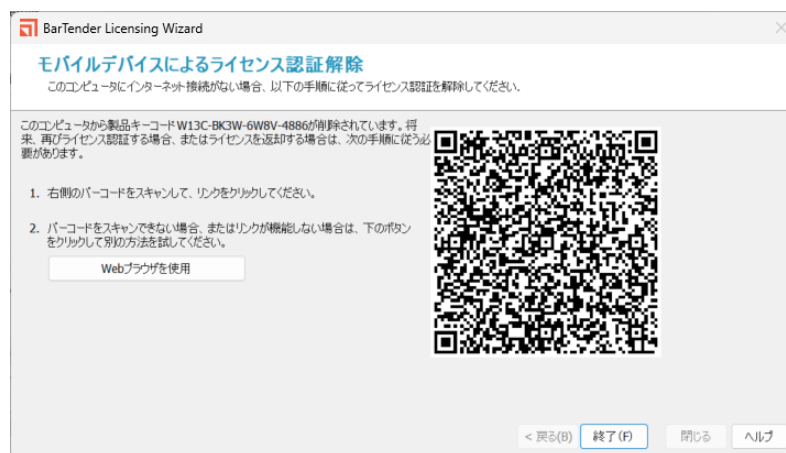 BarTender Licensing Wizard
モバイルデバイスによるライセンス認証解除
このコンピュータにインターネット接続がない場合、以下の手順に従ってライセンス認証を解除してください。
このコンピュータから製品キーコードW13C-BK3W-6W8V-4886が削除されています。将
来、再びライセンス認証する場合、またはライセンスを返却する場合は、次の手順に従う必
要があります。
1. 右側のバーコードをスキャンして、リンクをクリックしてください。
2. バーコードをスキャンできない場合、またはリンクが機能しない場合は、下のボタン
をクリックして別の方法を試してください。
Webブラウザを使用
< 戻る(B) 終了(F) 閉じる ヘルプ